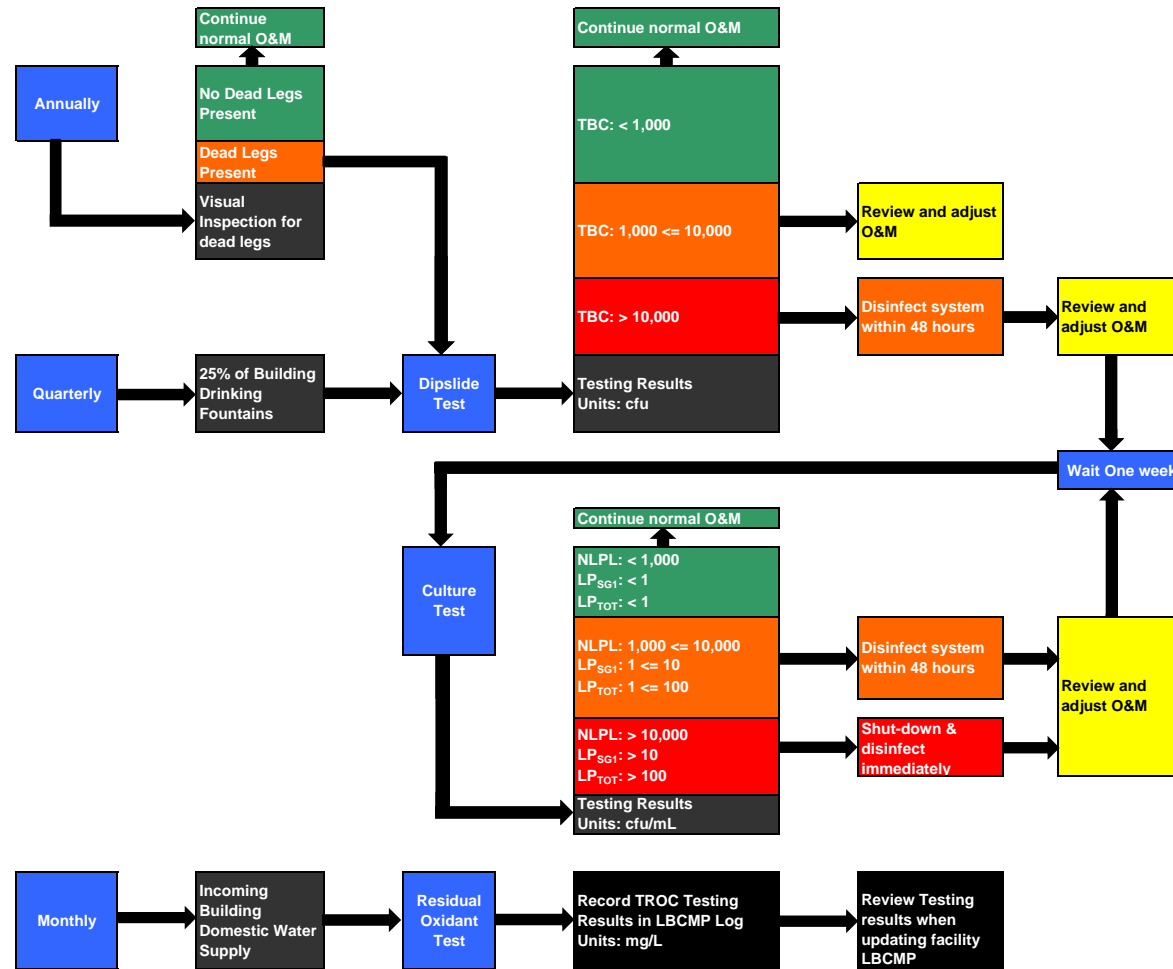 Continue
normal O&M
Continue normal O&M
Annually
No Dead Legs
Present
Dead Legs
Present
Visual
Inspection for
dead legs
TBC: < 1,000
TBC: 1,000 <= 10,000
Review and adjust
O&M
TBC: > 10,000
Disinfect system
within 48 hours
Review and
adjust O&M
Quarterly
25% of Building
Drinking
Fountains
Dipslide
Test
Testing Results
Units: cfu
Wait One week
Continue normal O&M
Culture
Test
NLPL: < 1,000
LPSG1: < 1
LPTOT: < 1
NLPL: 1,000 <= 10,000
LPSG1: 1 <= 10
LPTOT: 1 <= 100
Disinfect system
within 48 hours
Review and
adjust O&M
NLPL: > 10,000
LPSG1: > 10
LPTOT: > 100
Shut-down &
disinfect
immediately
Testing Results
Units: cfu/mL
Monthly
Incoming
Building
Domestic Water
Supply
Residual
Oxidant
Test
Record TROC Testing
Results in LBCMP Log
Units: mg/L
Review Testing
results when
updating facility
LBCMP